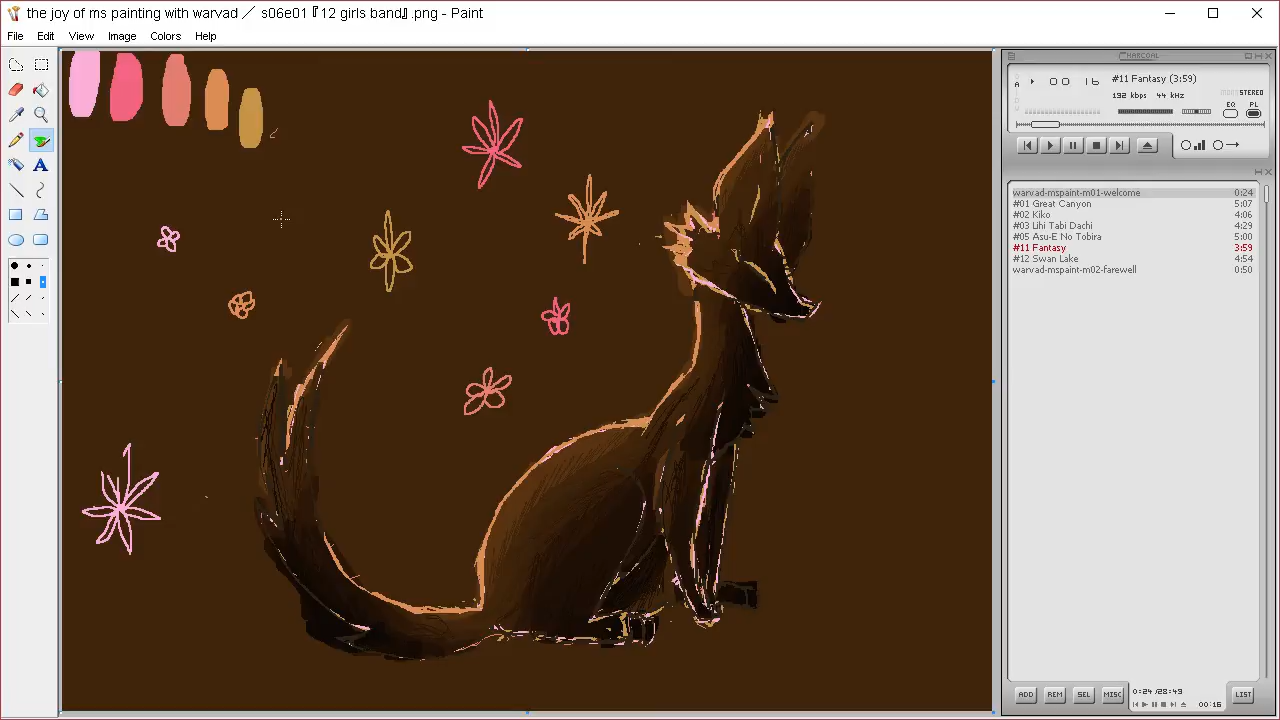 the joy of ms painting with warvad ／ s06e01『12 girls band』.png - Paint
File Edit View Image Colors Help
CHARCOAL
00 16 #11 Fantasy (3:59)
192 kbps 44 kHz STEREO
EQ PL
warvad-mspaint-m01-welcome 0:24
#01 Great Canyon 5:07
#02 Kiko 4:06
#03 Lihi Tabi Dachi 4:29
#05 Asu-E No Tobira 5:00
#11 Fantasy 3:59
#12 Swan Lake 4:54
warvad-mspaint-m02-farewell 0:50
ADD REM SEL MISC 0:24/28:49 00:16 LIST